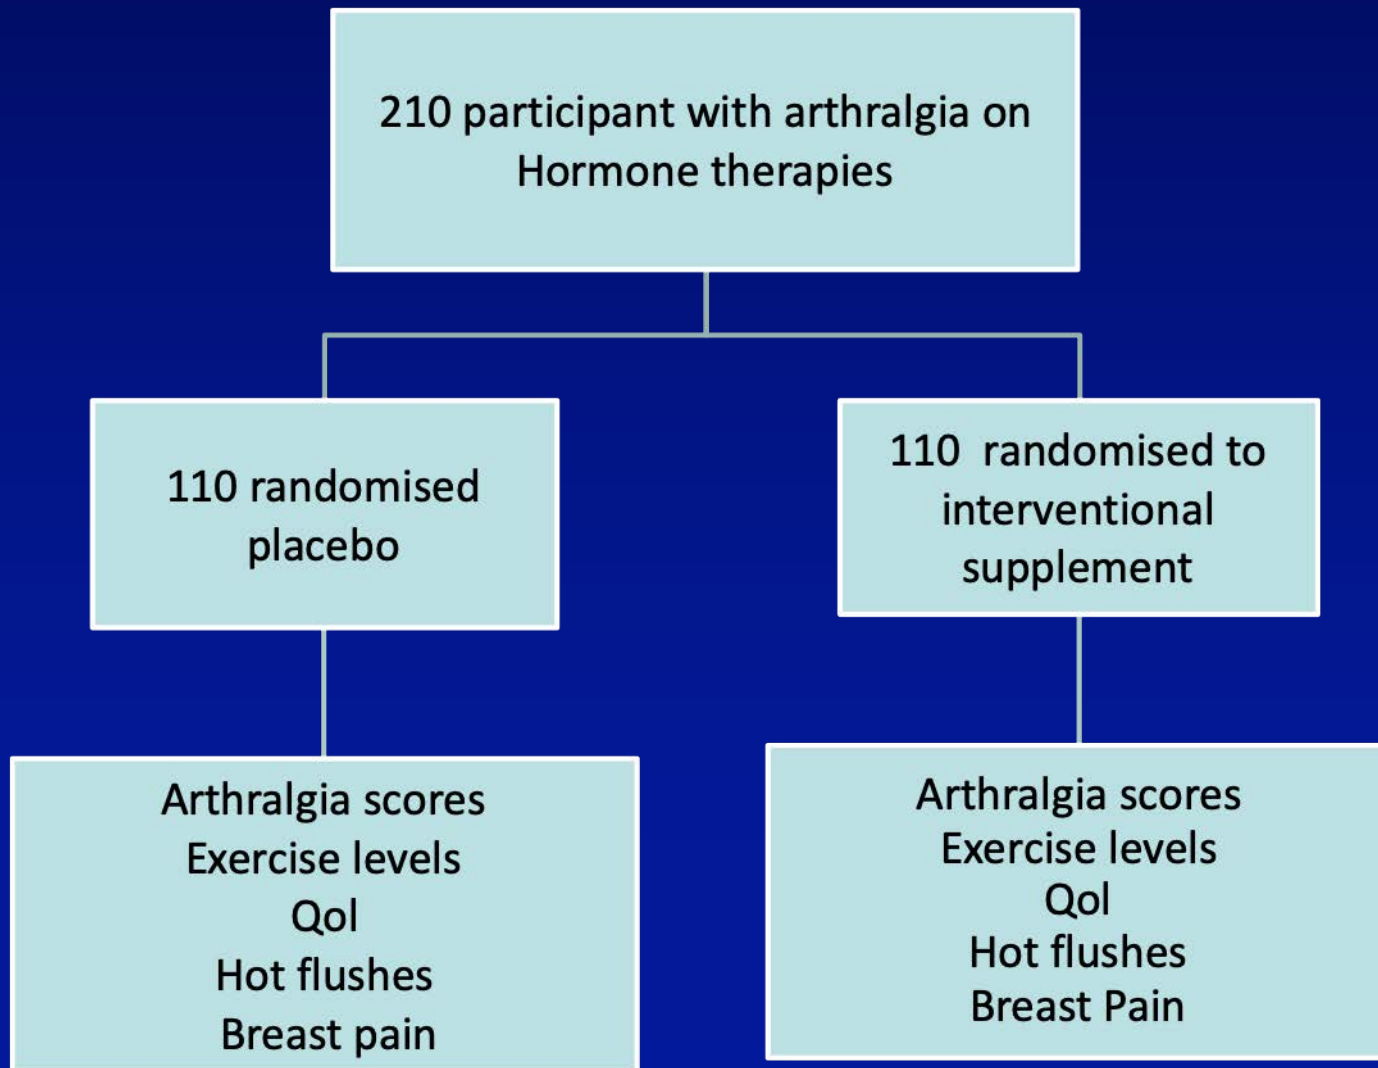 210 participant with arthralgia on
Hormone therapies
110 randomised
placebo
110 randomised to
interventional
supplement
Arthralgia scores
Exercise levels
Qol
Hot flushes
Breast pain
Arthralgia scores
Exercise levels
Qol
Hot flushes
Breast Pain